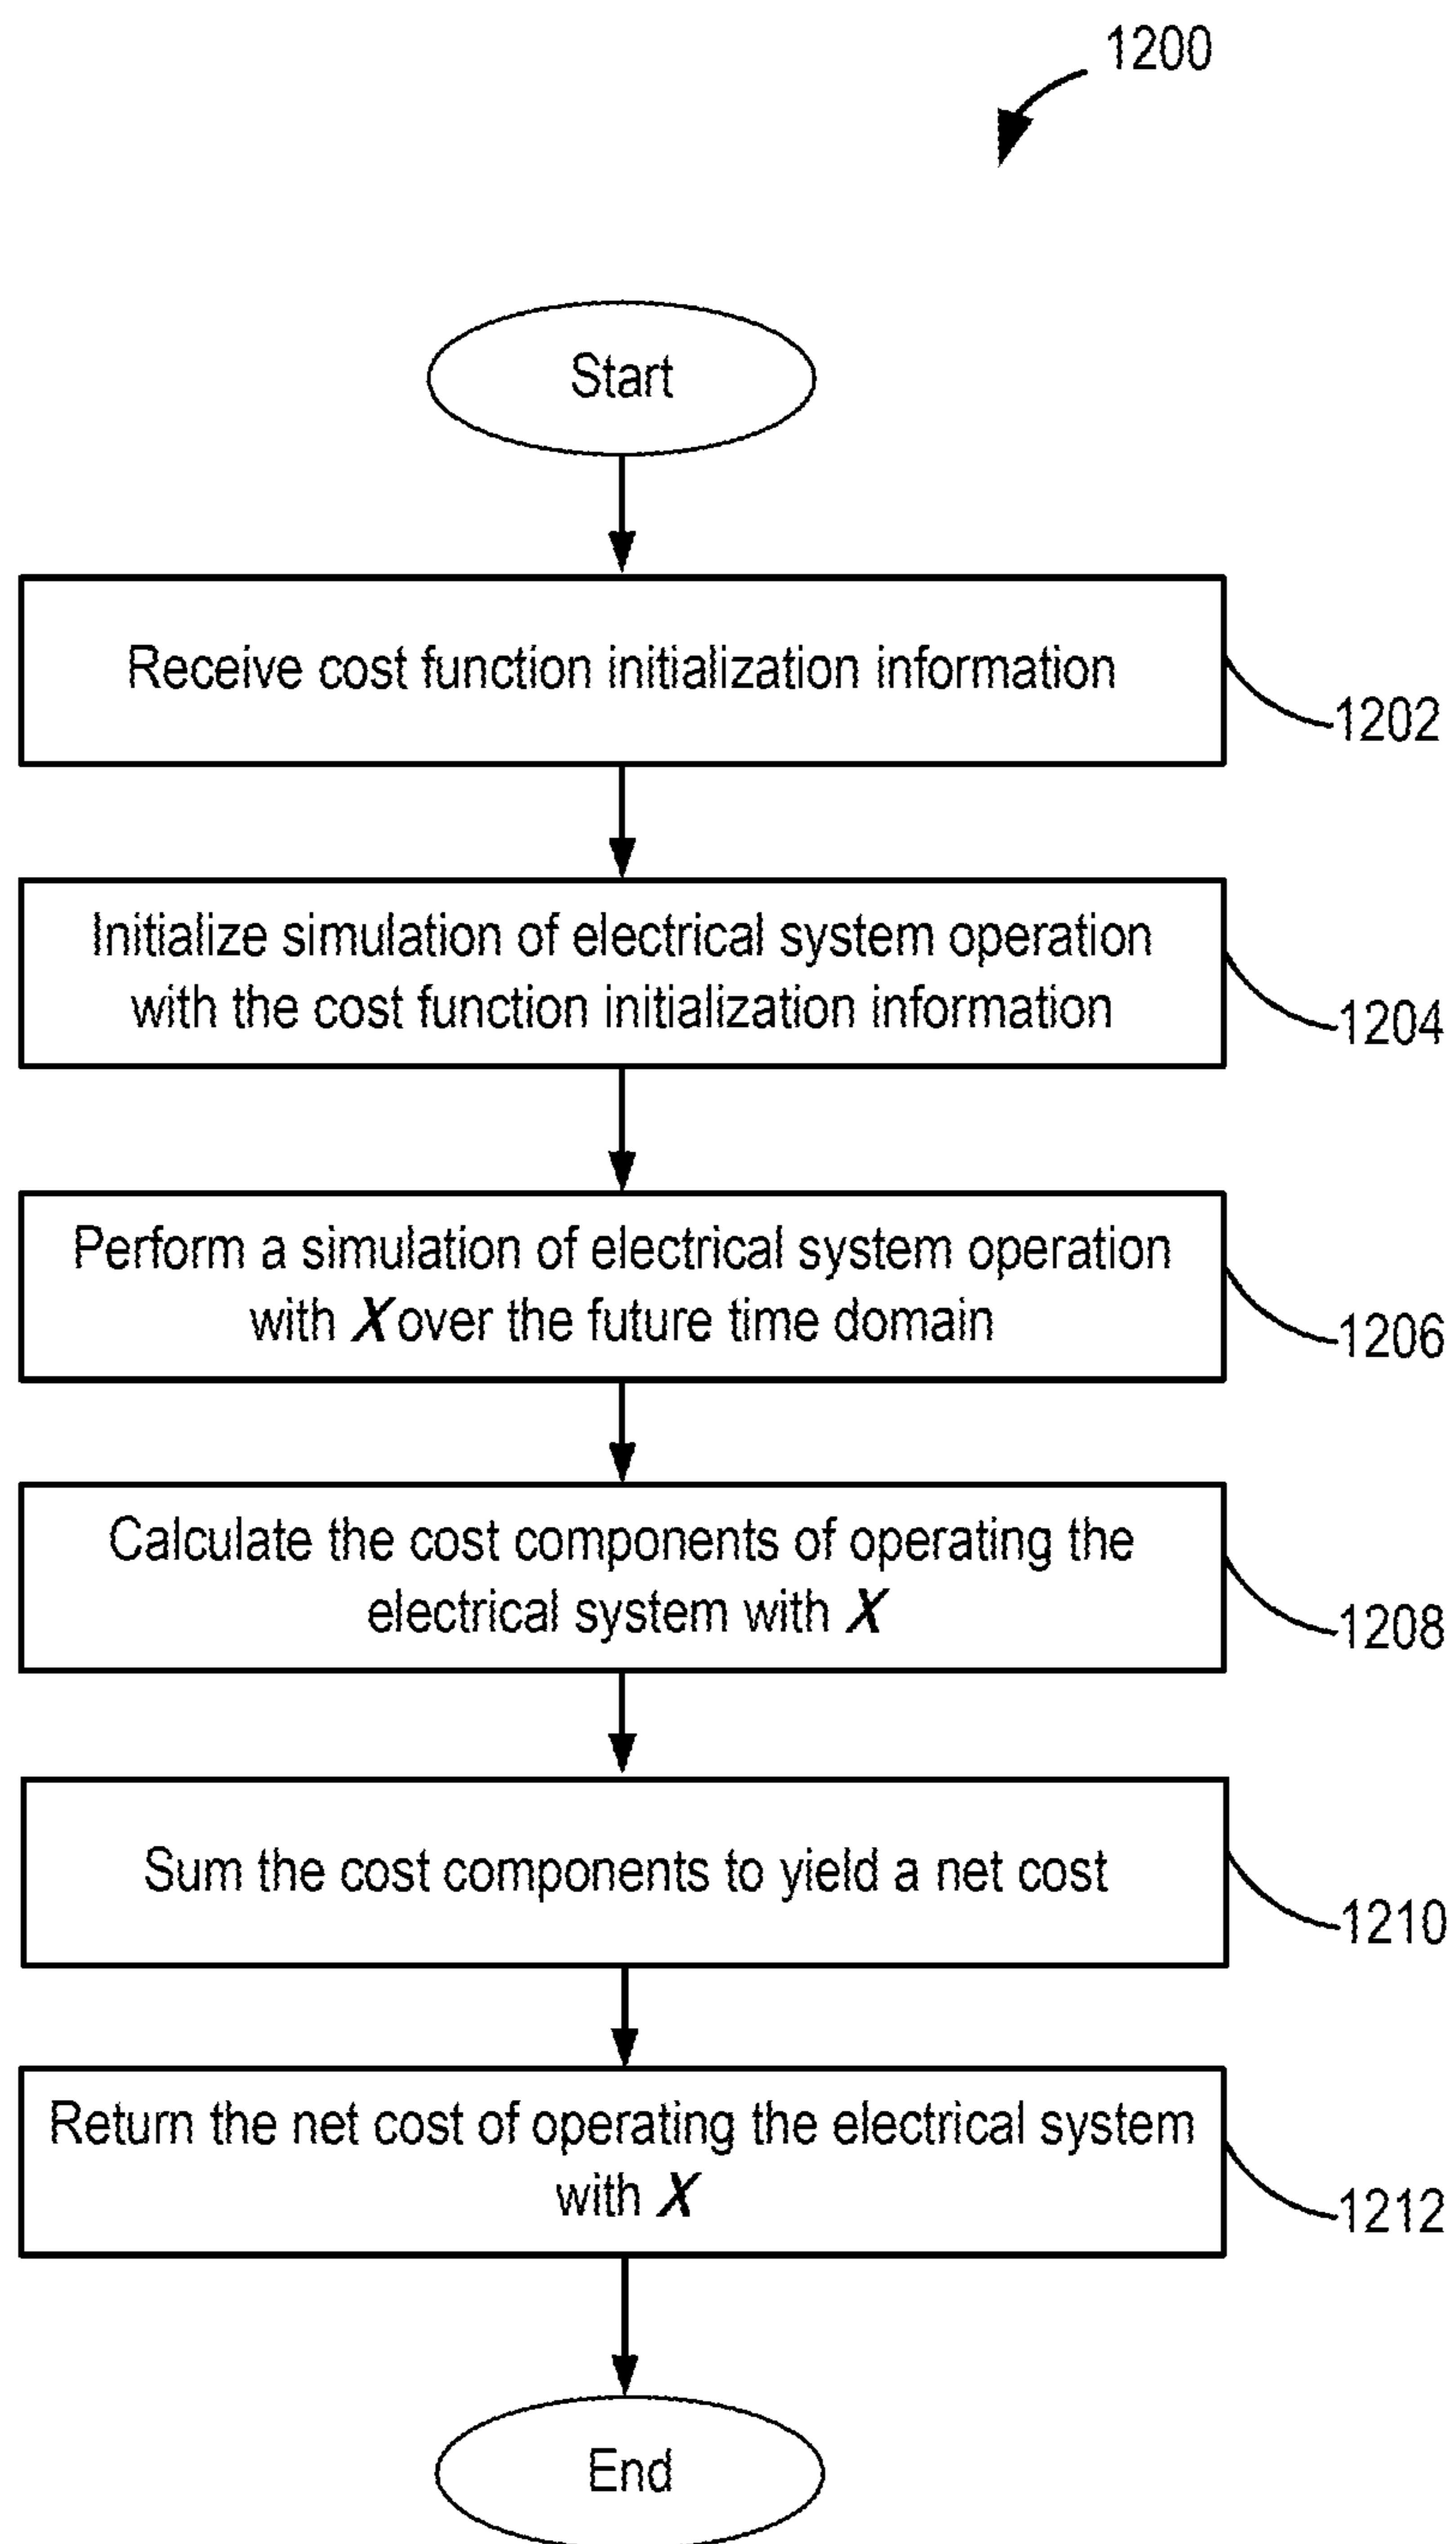 1200
Start
Receive cost function initialization information
1202
Initialize simulation of electrical system operation
with the cost function initialization information
1204
Perform a simulation of electrical system operation
with X over the future time domain
1206
Calculate the cost components of operating the
electrical system with X
1208
Sum the cost components to yield a net cost
1210
Return the net cost of operating the electrical system
with X
1212
End